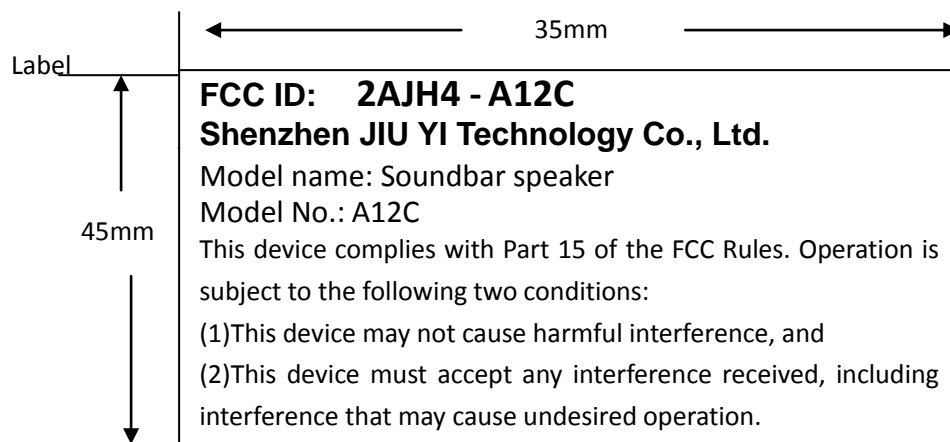 35mm
Label
FCC ID: 2AJH4 - A12C
Shenzhen JIU YI Technology Co., Ltd.
Model name: Soundbar speaker
Model No.: A12C
45mm
This device complies with Part 15 of the FCC Rules. Operation is
subject to the following two conditions:
(1)This device may not cause harmful interference, and
(2)This device must accept any interference received, including
interference that may cause undesired operation.